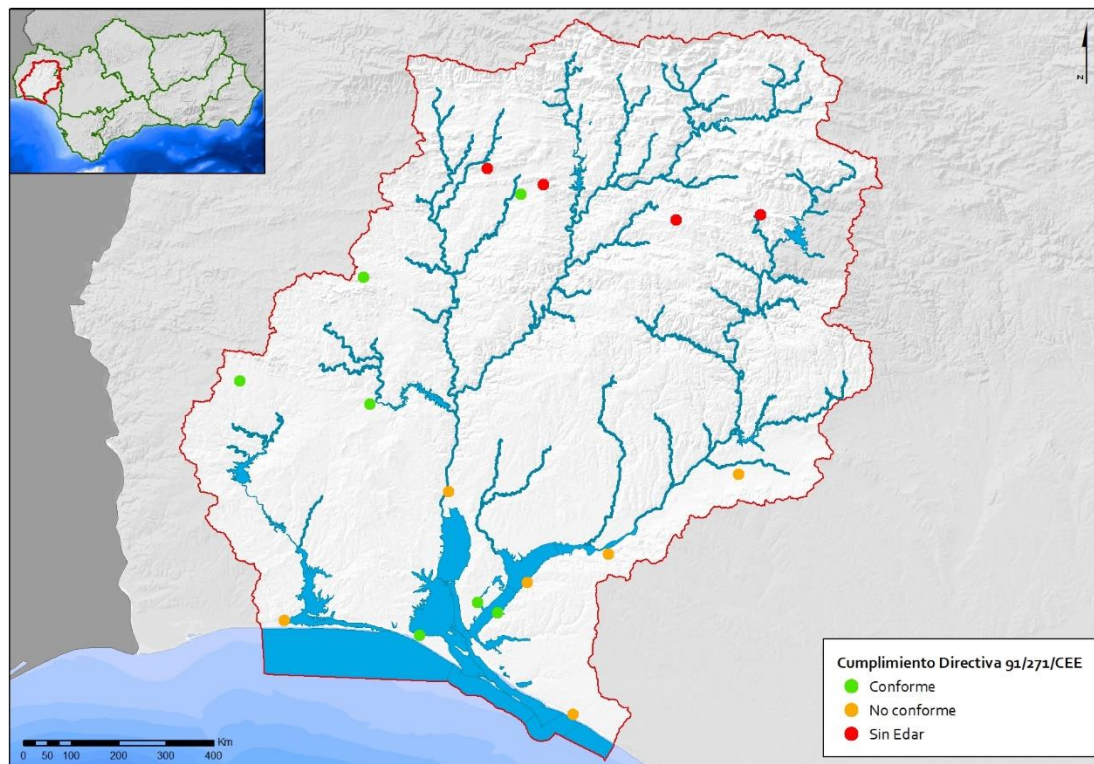 N
Cumplimiento Directiva 91/271/CEE
Conforme
No conforme
Sin Edar
Km
0 50 100 200 300 400